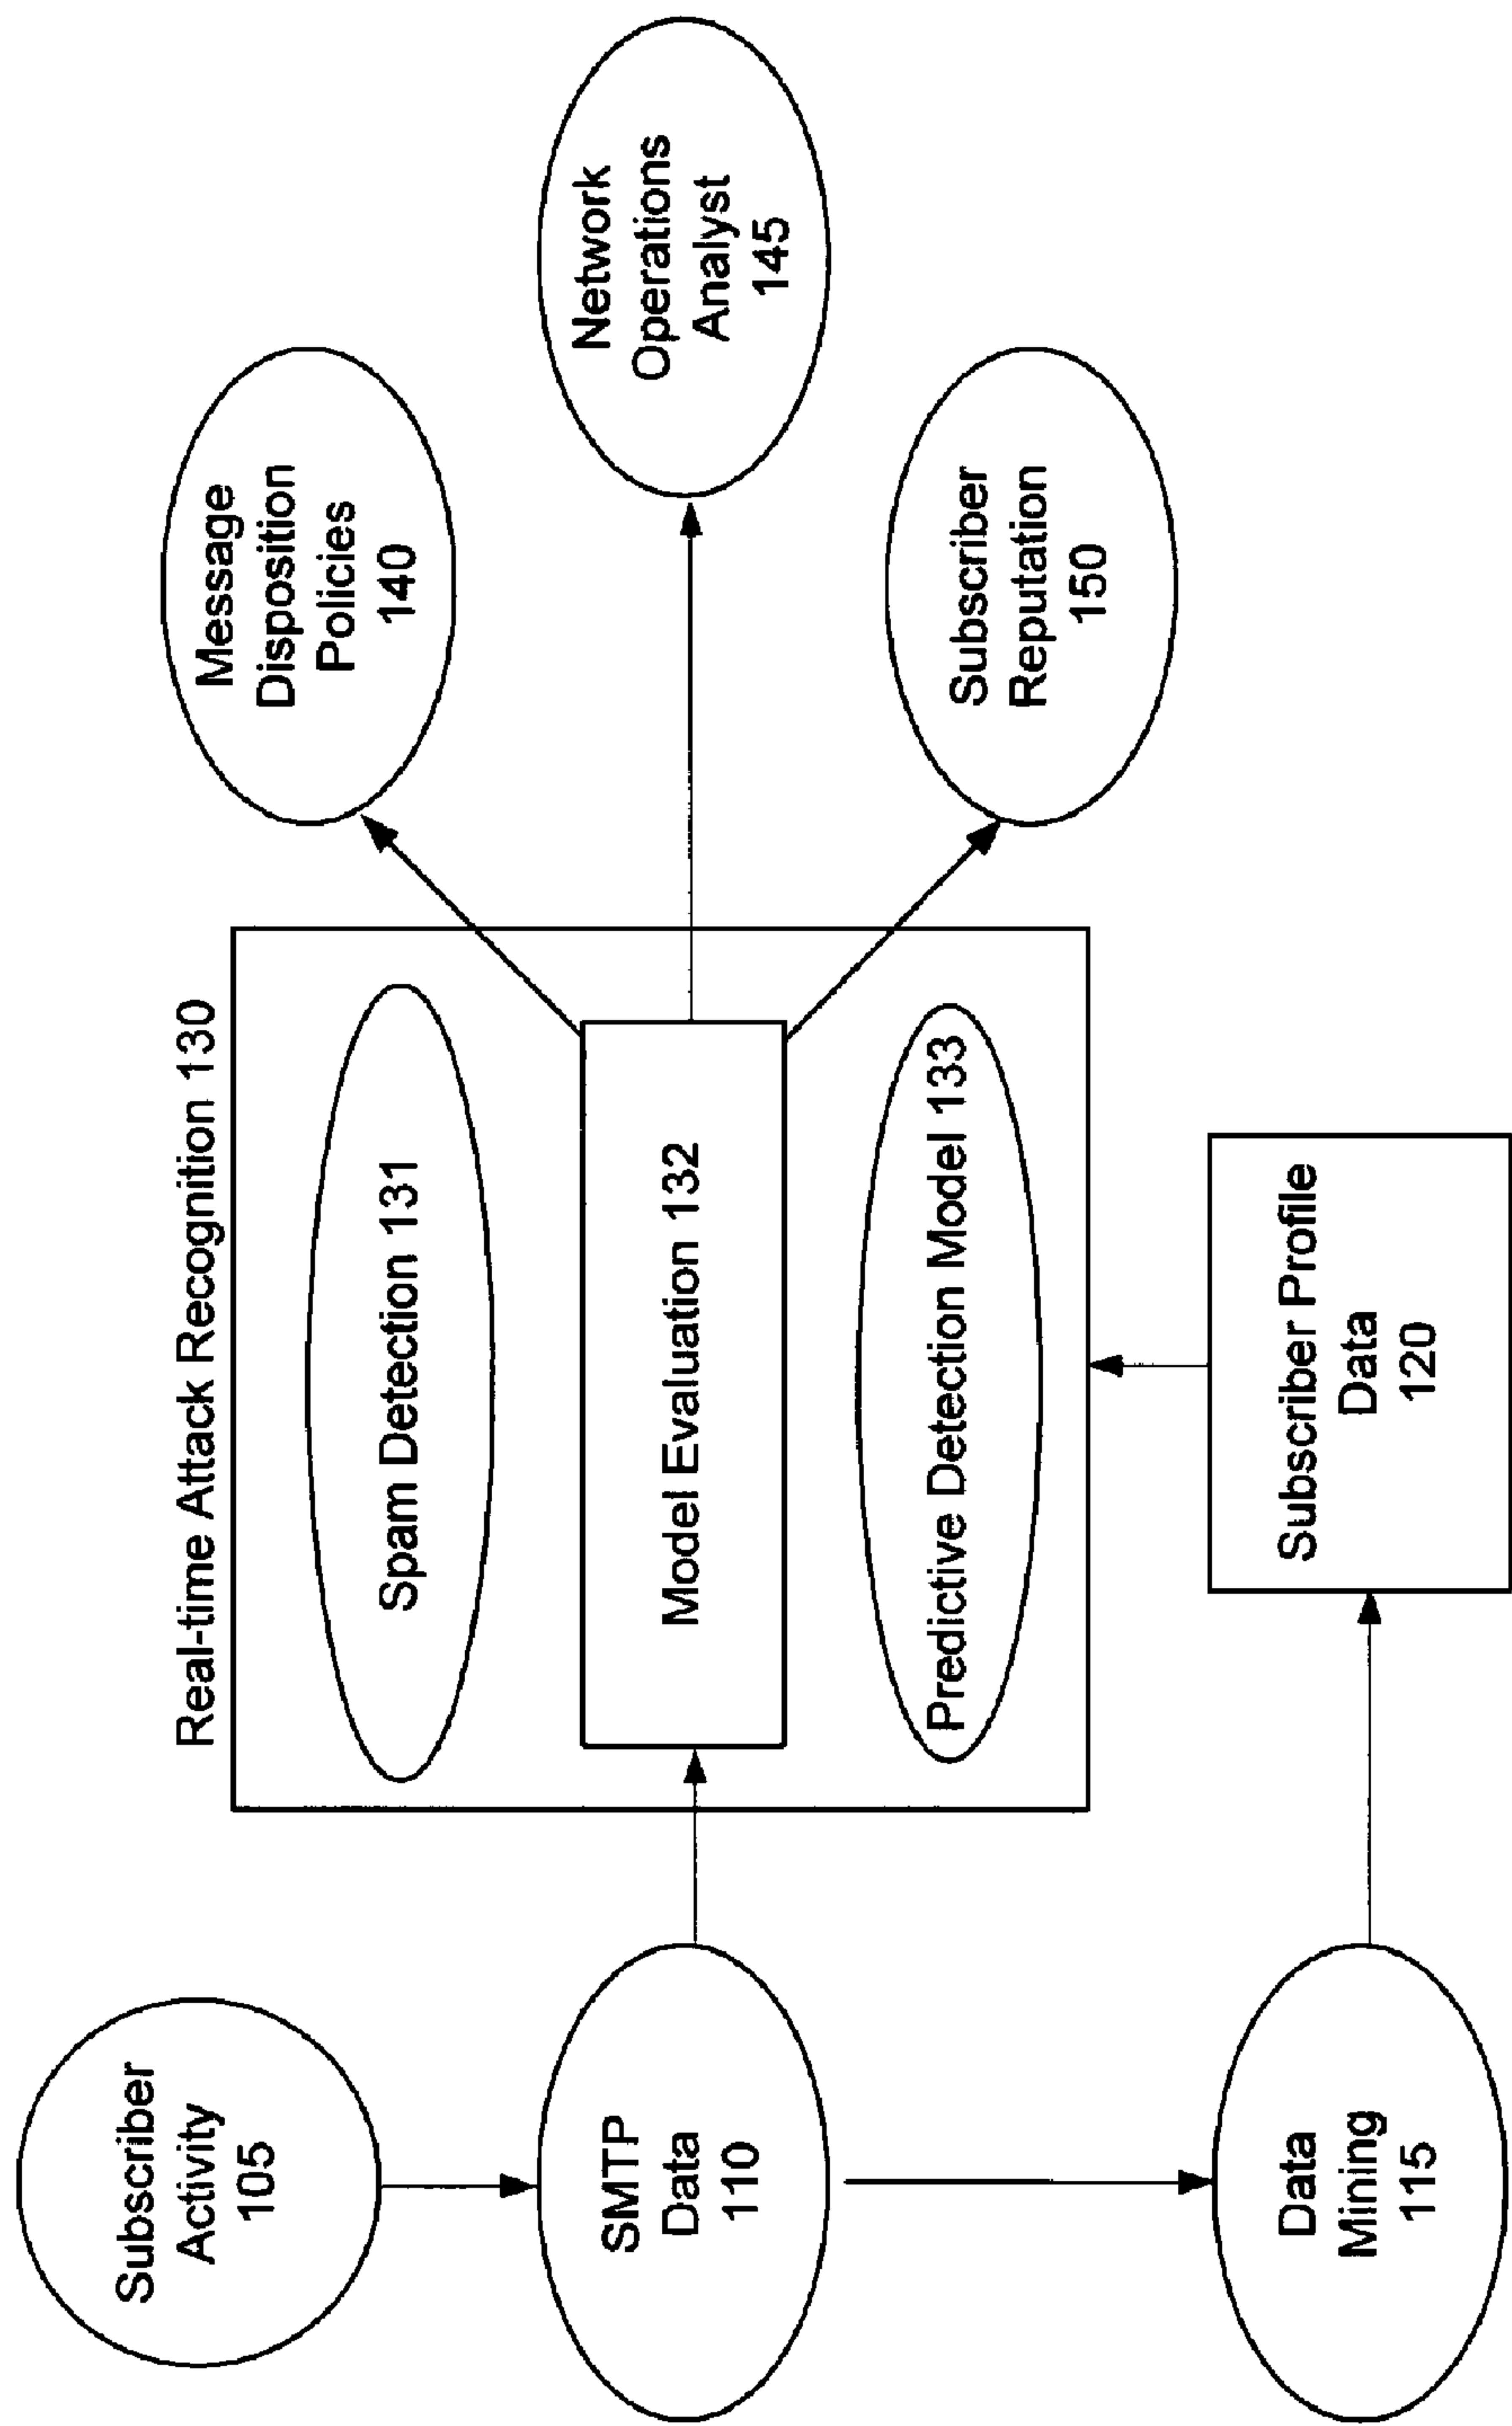 Subscriber
Activity
105
SMTP
Data
110
Data
Mining
115
Real-time Attack Recognition 130
Spam Detection 131
Model Evaluation 132
Predictive Detection Model 133
Subscriber Profile
Data
120
Message
Disposition
Policies
140
Network
Operations
Analyst
145
Subscriber
Reputation
150